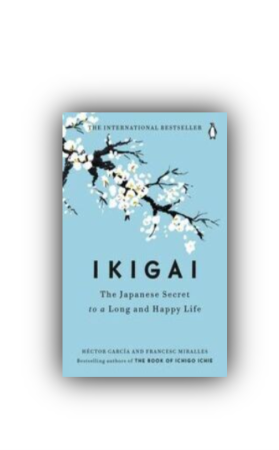 THE INTERNATIONAL BESTSELLER
IKIGAI
The Japanese Secret
to a Long and Happy Life
HÉCTOR GARCÍA AND FRANCESC MIRALLES
Bestselling authors of THE BOOK OF ICHIGO ICHIE